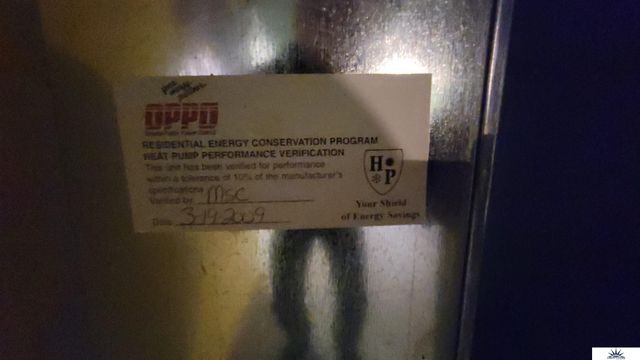 OPPD
RESIDENTIAL ENERGY CONSERVATION PROGRAM
HEAT PUMP PERFORMANCE VERIFICATION
This unit has been verified for performance
within a tolerance of 10% of the manufacturer's
specifications
Verified by MSC
Date 3-19-2009
H P
Your Shield
of Energy Savings